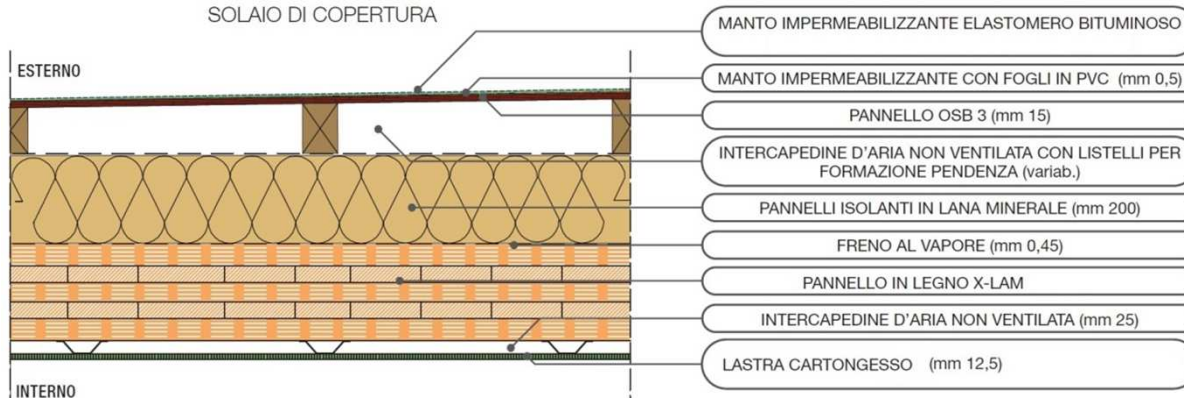 SOLAIO DI COPERTURA
ESTERNO
MANTO IMPERMEABILIZZANTE ELASTOMERO BITUMINOSO
MANTO IMPERMEABILIZZANTE CON FOGLI IN PVC (mm 0,5)
PANNELLO OSB 3 (mm 15)
INTERCAPEDINE D'ARIA NON VENTILATA CON LISTELLI PER
FORMAZIONE PENDENZA (variab.)
PANNELLI ISOLANTI IN LANA MINERALE (mm 200)
FRENO AL VAPORE (mm 0,45)
PANNELLO IN LEGNO X-LAM
INTERCAPEDINE D'ARIA NON VENTILATA (mm 25)
LASTRA CARTONGESSO (mm 12,5)
INTERNO